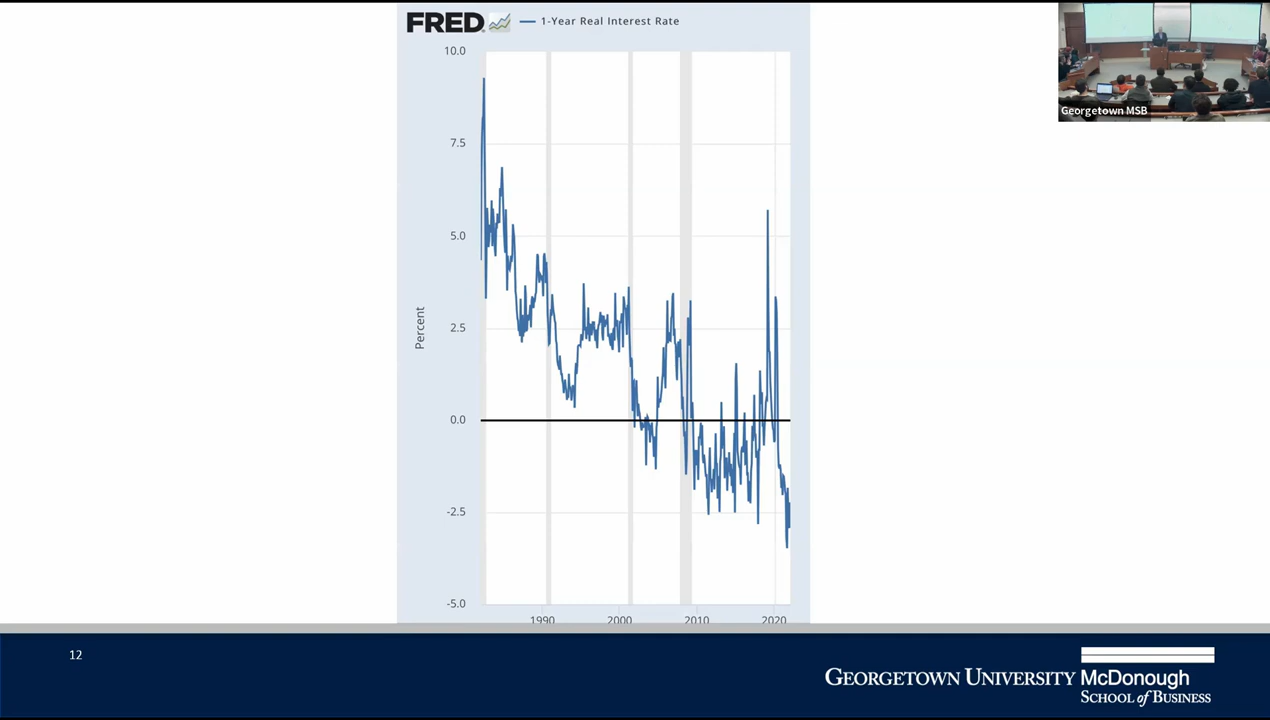 FRED
1-Year Real Interest Rate
10.0
7.5
5.0
2.5
0.0
-2.5
-5.0
Percent
1990
2000
2010
2020
Georgetown MSB
12
GEORGETOWN UNIVERSITY
McDonough
SCHOOL of BUSINESS